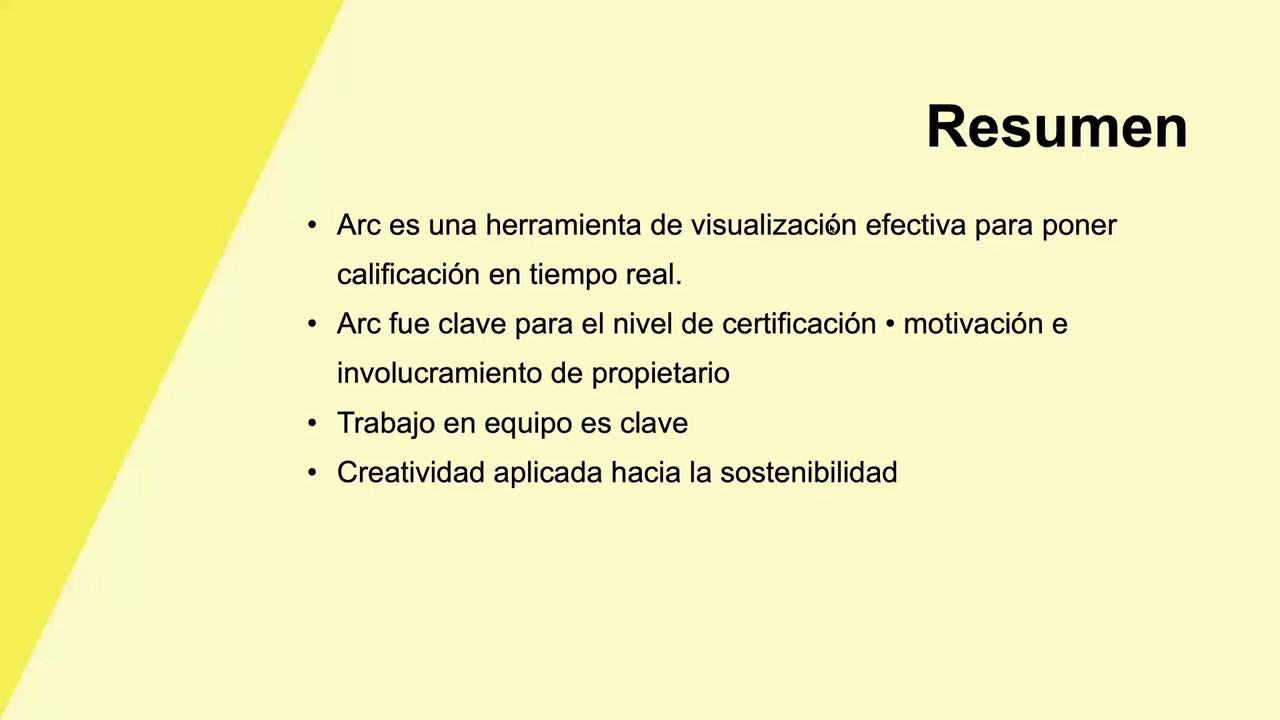 Resumen
• Arc es una herramienta de visualización efectiva para poner
calificación en tiempo real.
• Arc fue clave para el nivel de certificación • motivación e
involucramiento de propietario
• Trabajo en equipo es clave
• Creatividad aplicada hacia la sostenibilidad